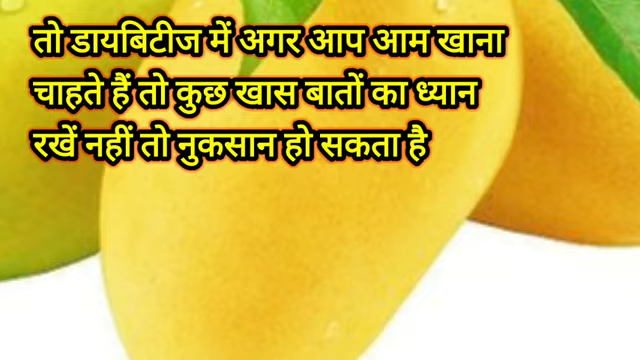 तो डायबिटीज में अगर आप आम खाना
चाहते हैं तो कुछ खास बातों का ध्यान
रखें नहीं तो नुकसान हो सकता है